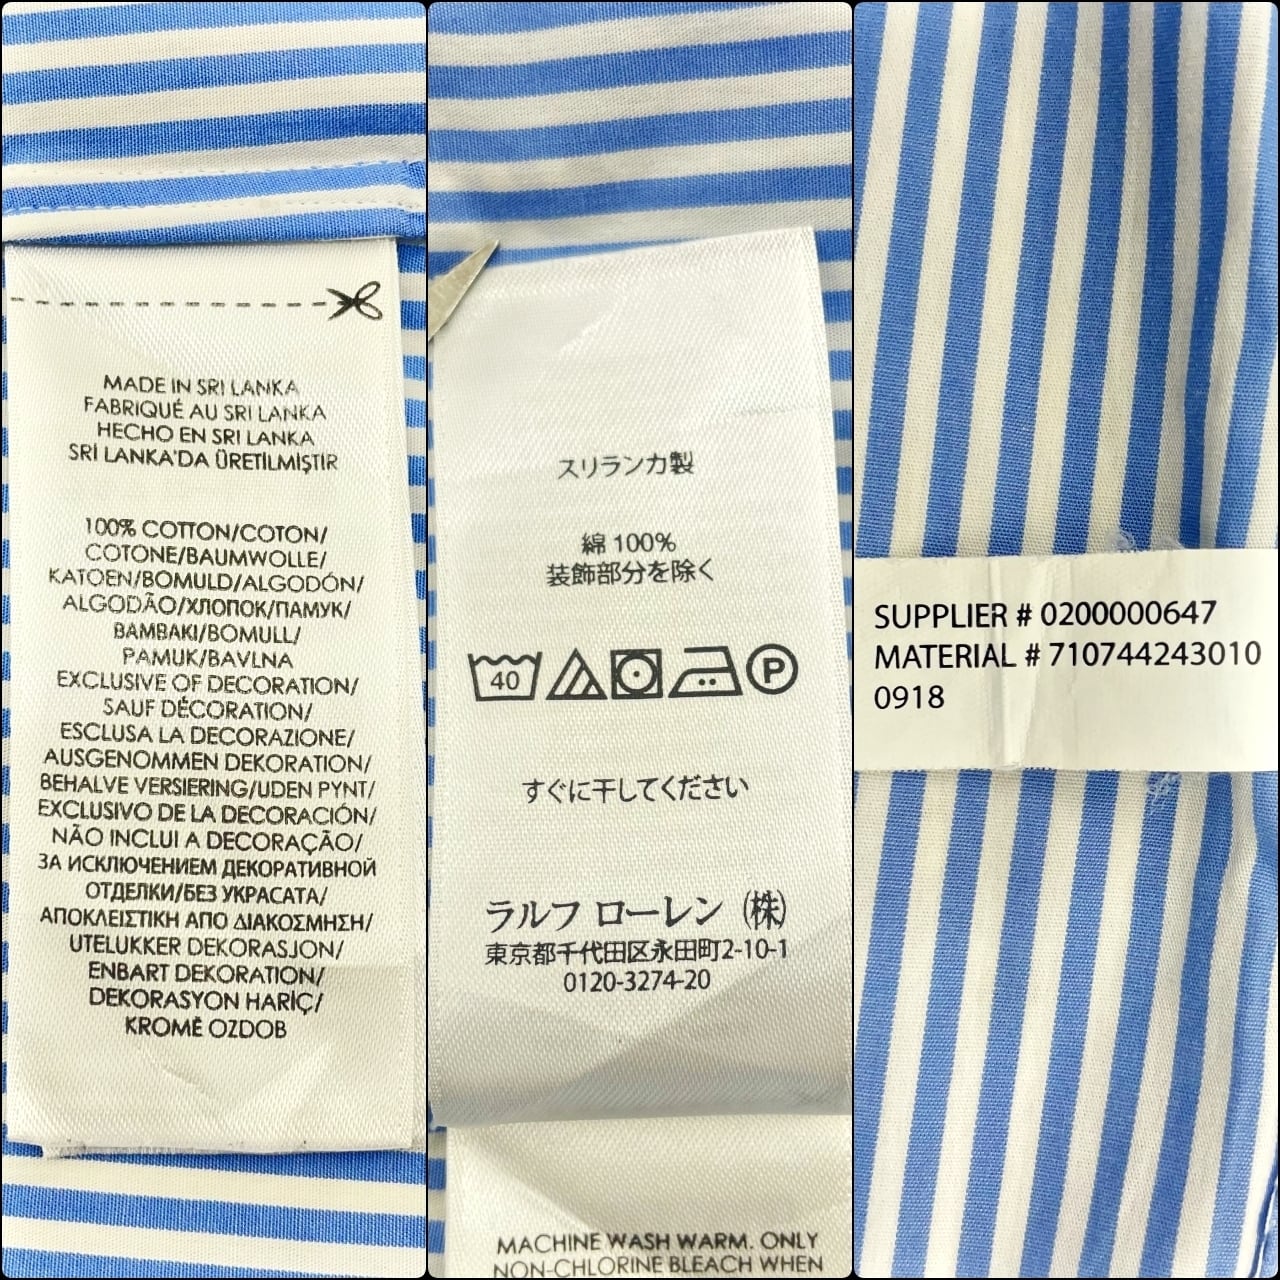 MADE IN SRI LANKA
FABRIQUÉ AU SRI LANKA
HECHO EN SRI LANKA
SRİ LANKA'DA ÜRETİLMİŞTİR
100% COTTON/COTON/
COTONE/BAUMWOLLE/
KATOEN/BOMULD/ALGODÓN/
ALGODÃO/ХЛОПОК/ПАМУК/
ΒΑΜΒΑΚΙ/BOMULL/
PAMUK/BAVLNA
EXCLUSIVE OF DECORATION/
SAUF DÉCORATION/
ESCLUSA LA DECORAZIONE/
AUSGENOMMEN DEKORATION/
BEHALVE VERSIERING/UDEN PYNT/
EXCLUSIVO DE LA DECORACIÓN/
NÃO INCLUI A DECORAÇÃO/
ЗА ИСКЛЮЧЕНИЕМ ДЕКОРАТИВНОЙ
ОТДЕЛКИ/БЕЗ УКРАСАТА/
ΑΠΟΚΛΕΙΣΤΙΚΗ ΑΠΟ ΔΙΑΚΟΣΜΗΣΗ/
UTELUKKER DEKORASJON/
ENBART DEKORATION/
DEKORASYON HARİÇ/
KROMĚ OZDOB
スリランカ製
綿 100%
装飾部分を除く
40 P
すぐに干してください
ラルフ ローレン (株)
東京都千代田区永田町2-10-1
0120-3274-20
MACHINE WASH WARM. ONLY
NON-CHLORINE BLEACH WHEN
SUPPLIER # 0200000647
MATERIAL # 710744243010
0918